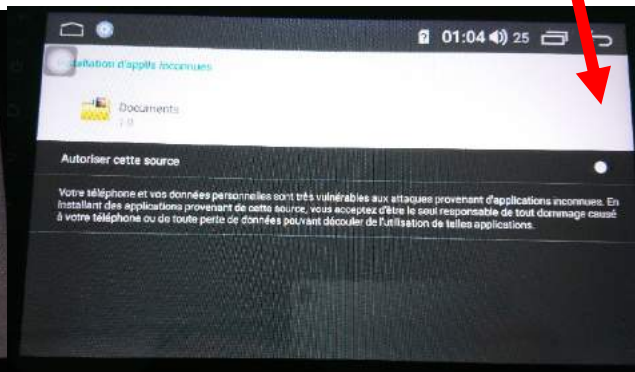 01:04 25
d'applis inconnues
Documents
Autoriser cette source
Votre téléphone et vos données personnelles sont très vulnérables aux attaques provenant d'applications inconnues. En
installant des applications provenant de cette source, vous acceptez d'être le seul responsable de tout dommage causé
à votre téléphone ou de toute perte de données pouvant découler de l'utilisation de telles applications.